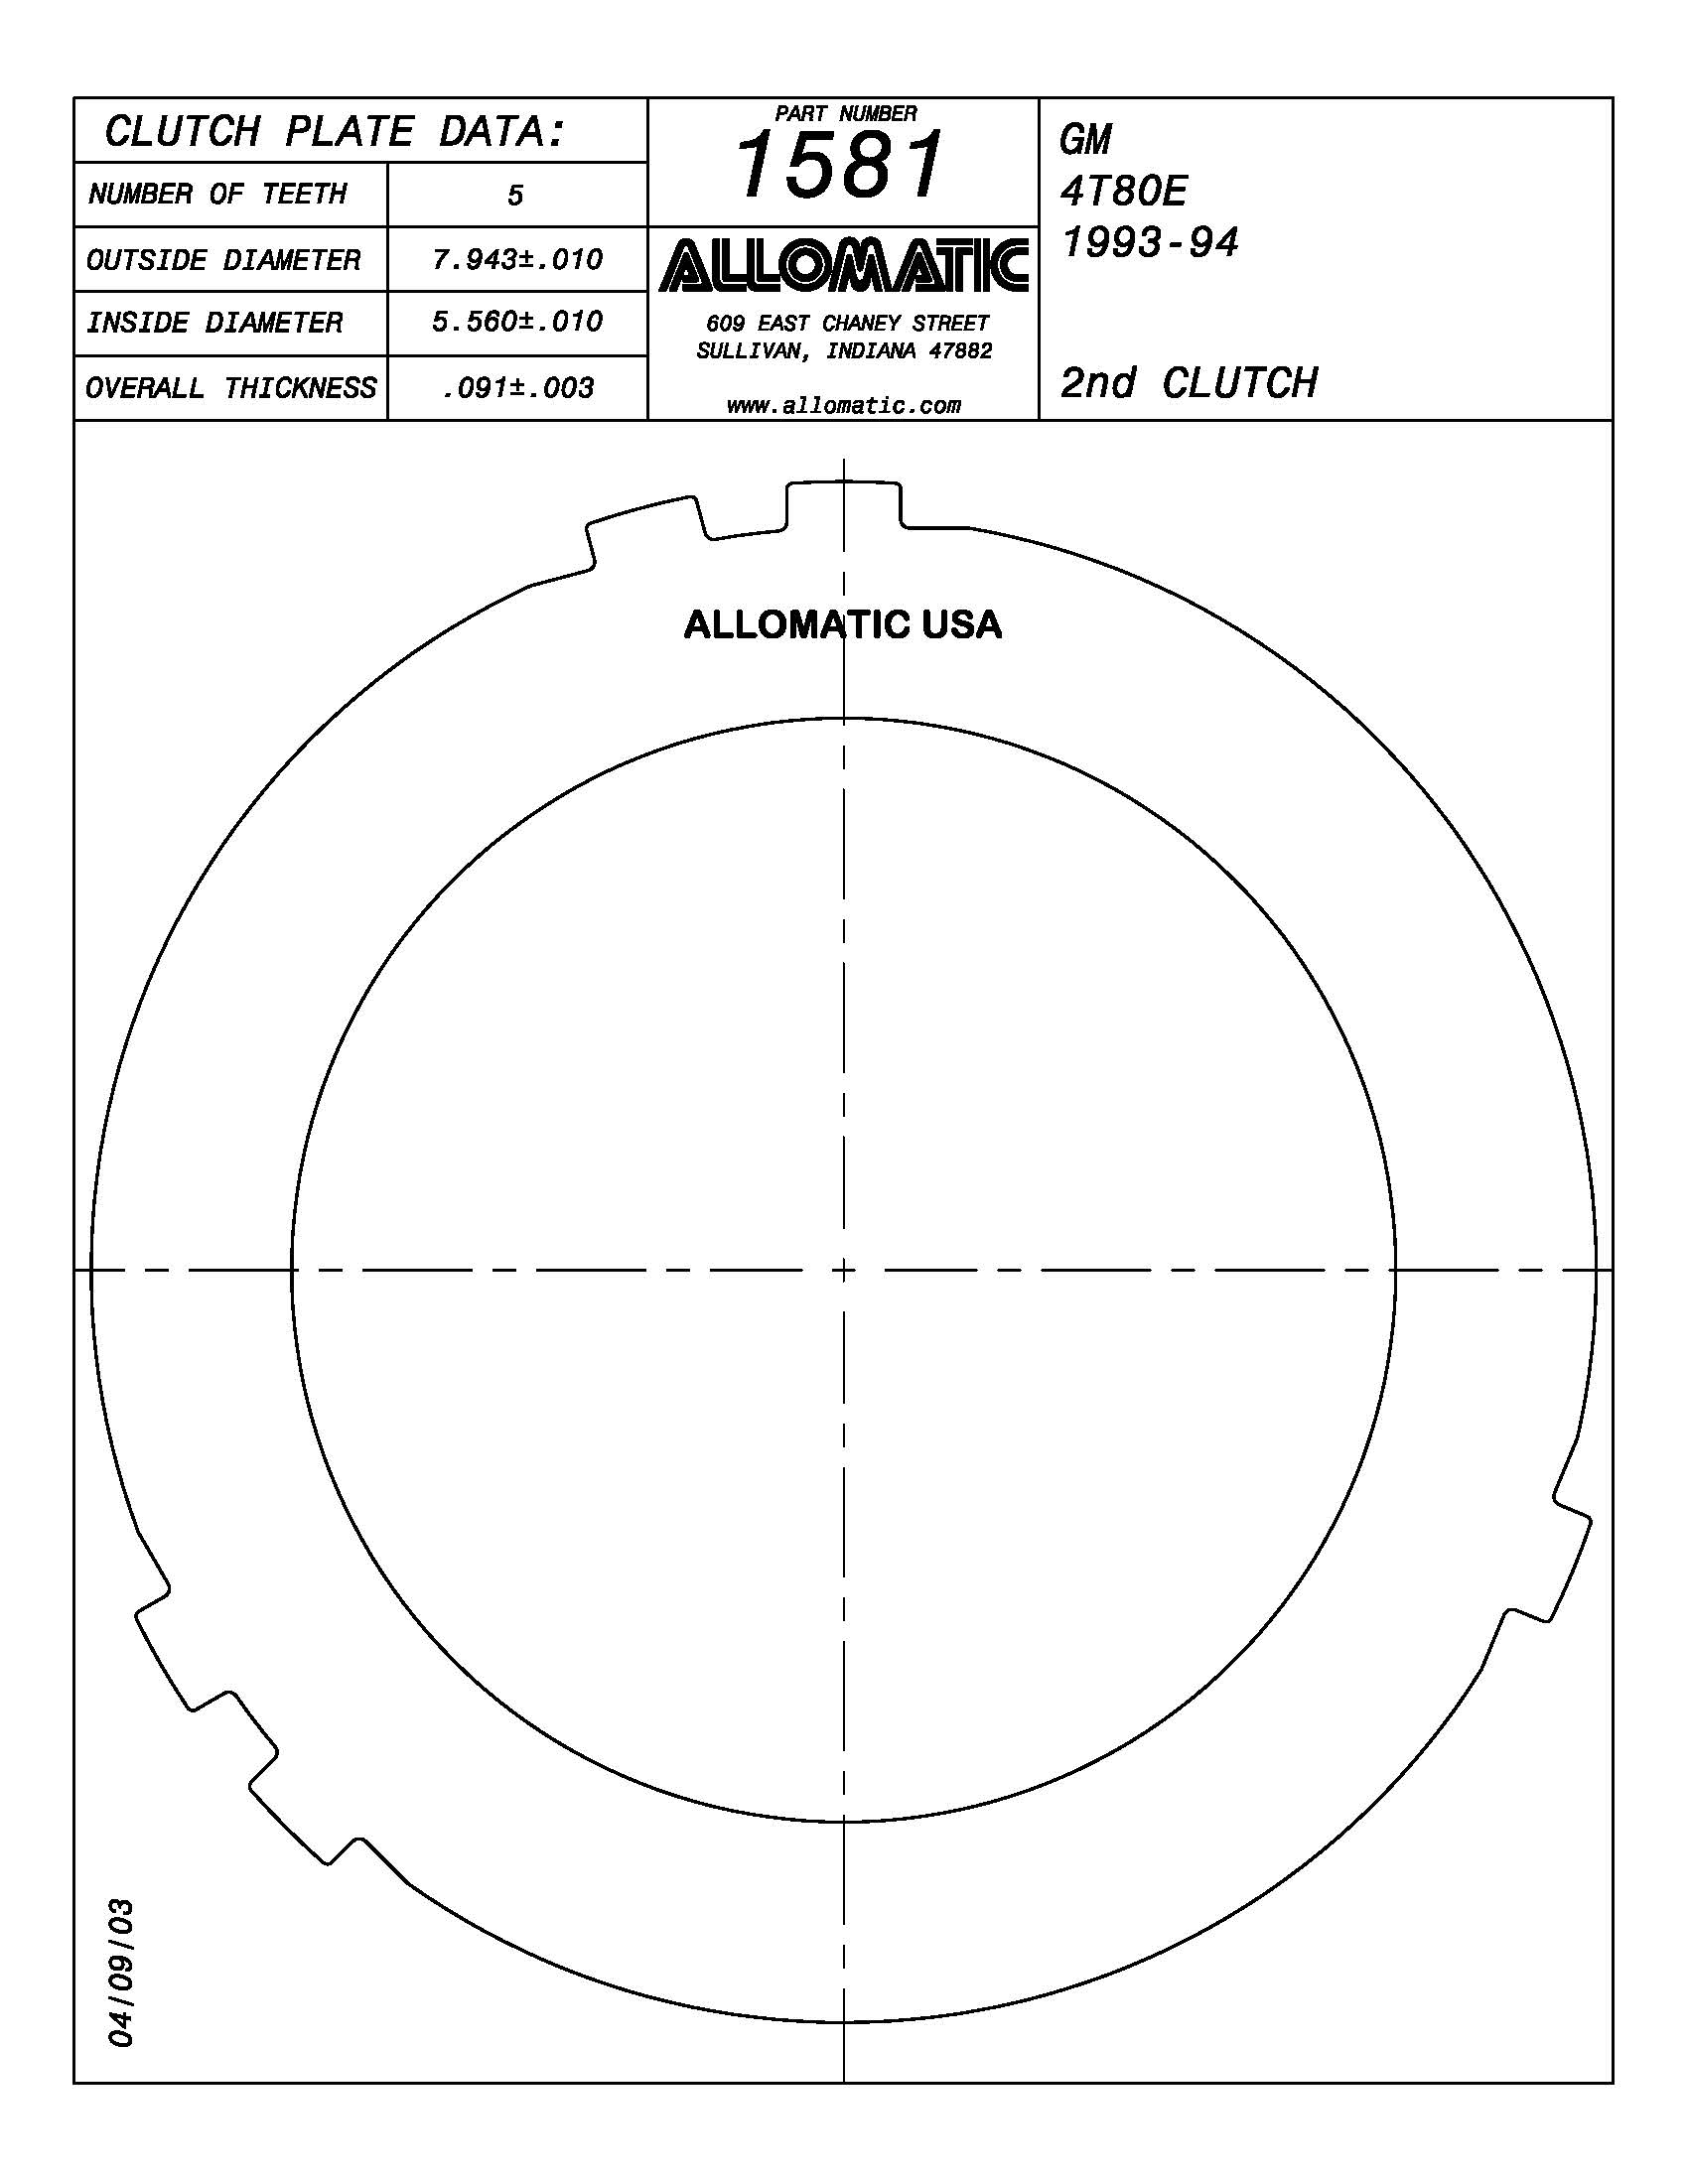 CLUTCH PLATE DATA:
NUMBER OF TEETH 5
OUTSIDE DIAMETER 7.943±.010
INSIDE DIAMETER 5.560±.010
OVERALL THICKNESS .091±.003
PART NUMBER
1581
ALLOMATIC
609 EAST CHANEY STREET
SULLIVAN, INDIANA 47882
www.allomatic.com
GM
4T80E
1993-94
2nd CLUTCH
ALLOMATIC USA
04/09/03